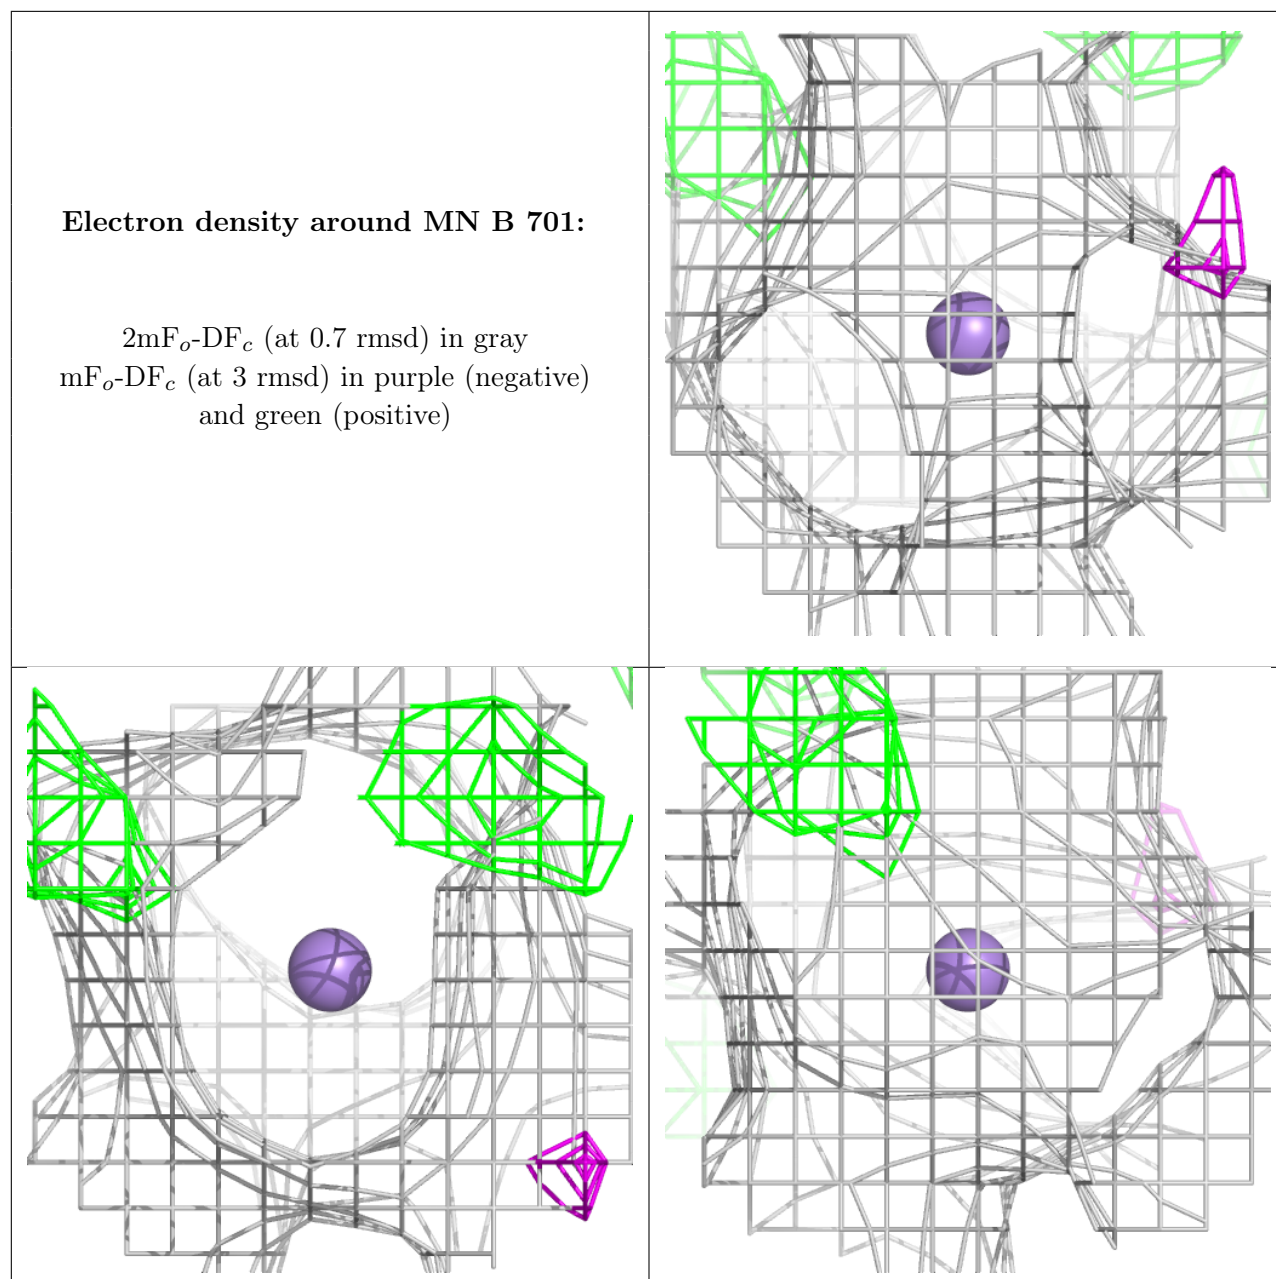 Electron density around MN B 701:
2mFo-DFc (at 0.7 rmsd) in gray
mFo-DFc (at 3 rmsd) in purple (negative)
and green (positive)